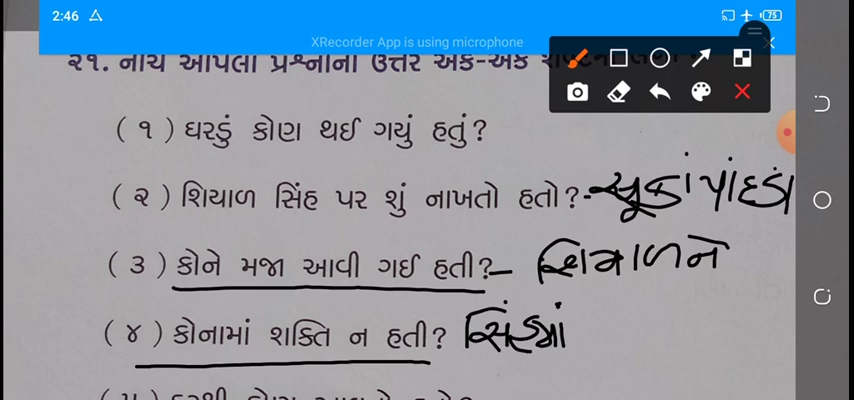 2:46
75
XRecorder App is using microphone
૨૧. નીચે આપેલા પ્રશ્નોના ઉત્તર એક-એક
( ૧ ) ઘરડું કોણ થઈ ગયું હતું?
( ૨ ) શિયાળ સિંહ પર શું નાખતો હતો?- સૂકાં પાંદડાં
( ૩ ) કોને મજા આવી ગઈ હતી? – શિયાળને
( ૪ ) કોનામાં શક્તિ ન હતી? સિંહમાં